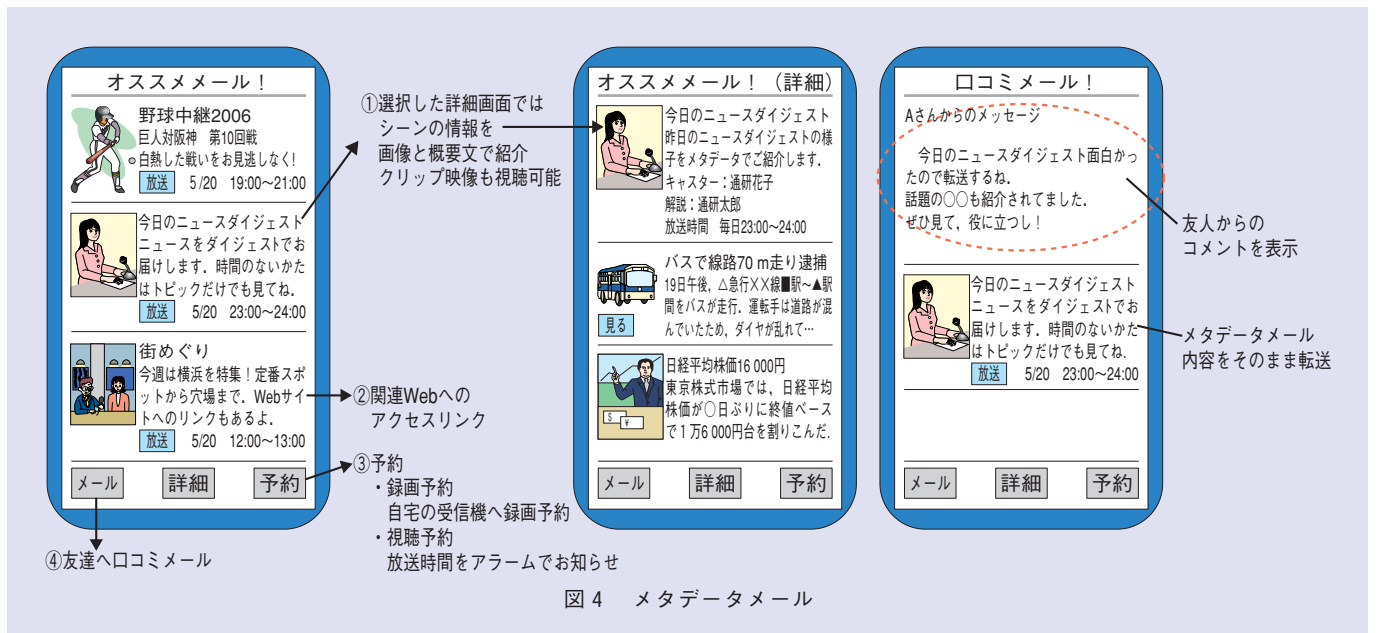 オススメメール！
野球中継2006
巨人対阪神　第10回戦
白熱した戦いをお見逃しなく！
放送　5/20　19:00～21:00
今日のニュースダイジェスト
ニュースをダイジェストでお
届けします．時間のないかた
はトピックだけでも見てね．
放送　5/20　23:00～24:00
街めぐり
今週は横浜を特集！定番スポ
ットから穴場まで．Webサイ
トへのリンクもあるよ．
放送　5/20　12:00～13:00
メール　詳細　予約
①選択した詳細画面では
シーンの情報を
画像と概要文で紹介
クリップ映像も視聴可能
②関連Webへの
アクセスリンク
③予約
・録画予約
自宅の受信機へ録画予約
・視聴予約
放送時間をアラームでお知らせ
④友達へ口コミメール
オススメメール！（詳細）
今日のニュースダイジェスト
昨日のニュースダイジェストの様
子をメタデータでご紹介します．
キャスター：通研花子
解説：通研太郎
放送時間　毎日23:00～24:00
バスで線路70 m走り逮捕
19日午後，△急行××線■駅～▲駅
間をバスが走行．運転手は道路が混
んでいたため，ダイヤが乱れて…
見る
日経平均株価16 000円
東京株式市場では，日経平均
株価が○日ぶりに終値ベース
で１万6 000円台を割りこんだ．
$
¥
メール　詳細　予約
口コミメール！
Aさんからのメッセージ
今日のニュースダイジェスト面白かっ
たので転送するね．
話題の○○も紹介されてました．
ぜひ見て，役に立つし！
今日のニュースダイジェスト
ニュースをダイジェストでお
届けします．時間のないかた
はトピックだけでも見てね．
放送　5/20　23:00～24:00
メール　詳細　予約
友人からの
コメントを表示
メタデータメール
内容をそのまま転送
図４　メタデータメール